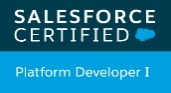 SALESFORCE
CERTIFIED
Platform Developer I